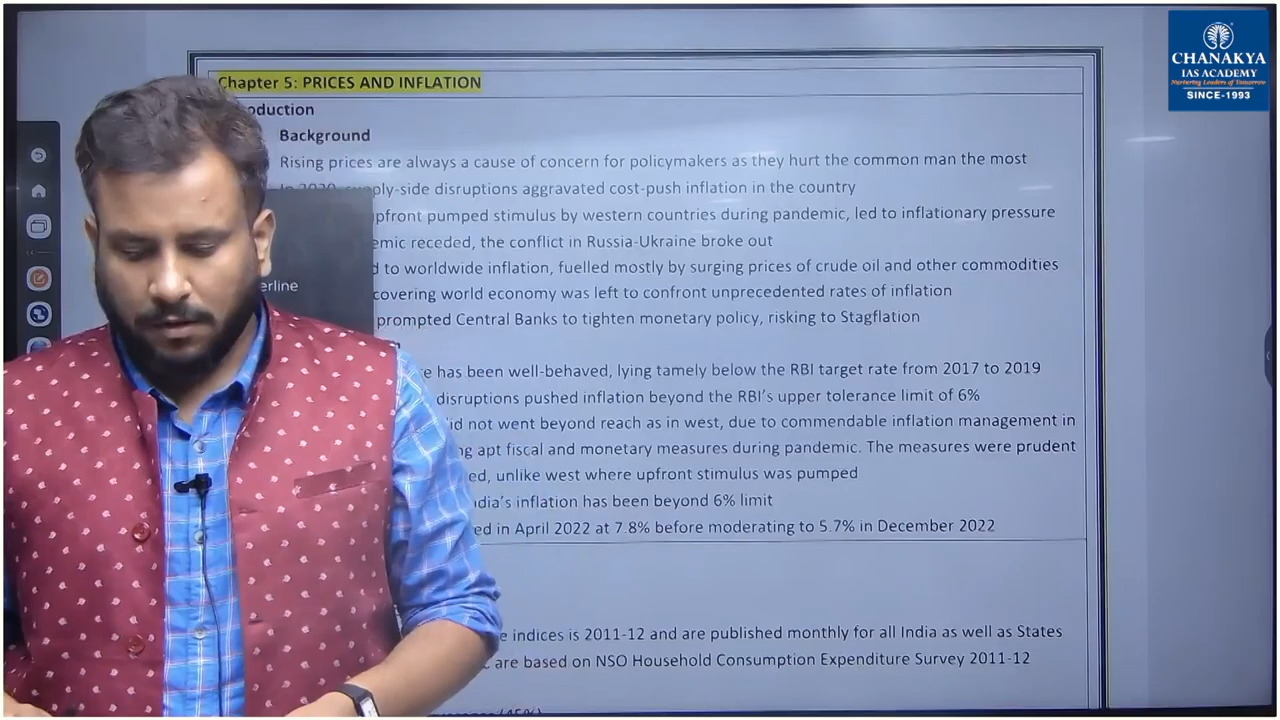 CHANAKYA
IAS ACADEMY
Nurturing Leaders of Tomorrow
SINCE-1993
Chapter 5: PRICES AND INFLATION
oduction
Background
Rising prices are always a cause of concern for policymakers as they hurt the common man the most
In 2020, supply-side disruptions aggravated cost-push inflation in the country
upfront pumped stimulus by western countries during pandemic, led to inflationary pressure
emic receded, the conflict in Russia-Ukraine broke out
d to worldwide inflation, fuelled mostly by surging prices of crude oil and other commodities
erline
covering world economy was left to confront unprecedented rates of inflation
prompted Central Banks to tighten monetary policy, risking to Stagflation
e has been well-behaved, lying tamely below the RBI target rate from 2017 to 2019
disruptions pushed inflation beyond the RBI's upper tolerance limit of 6%
id not went beyond reach as in west, due to commendable inflation management in
ng apt fiscal and monetary measures during pandemic. The measures were prudent
ed, unlike west where upfront stimulus was pumped
ndia's inflation has been beyond 6% limit
ed in April 2022 at 7.8% before moderating to 5.7% in December 2022
e indices is 2011-12 and are published monthly for all India as well as States
are based on NSO Household Consumption Expenditure Survey 2011-12